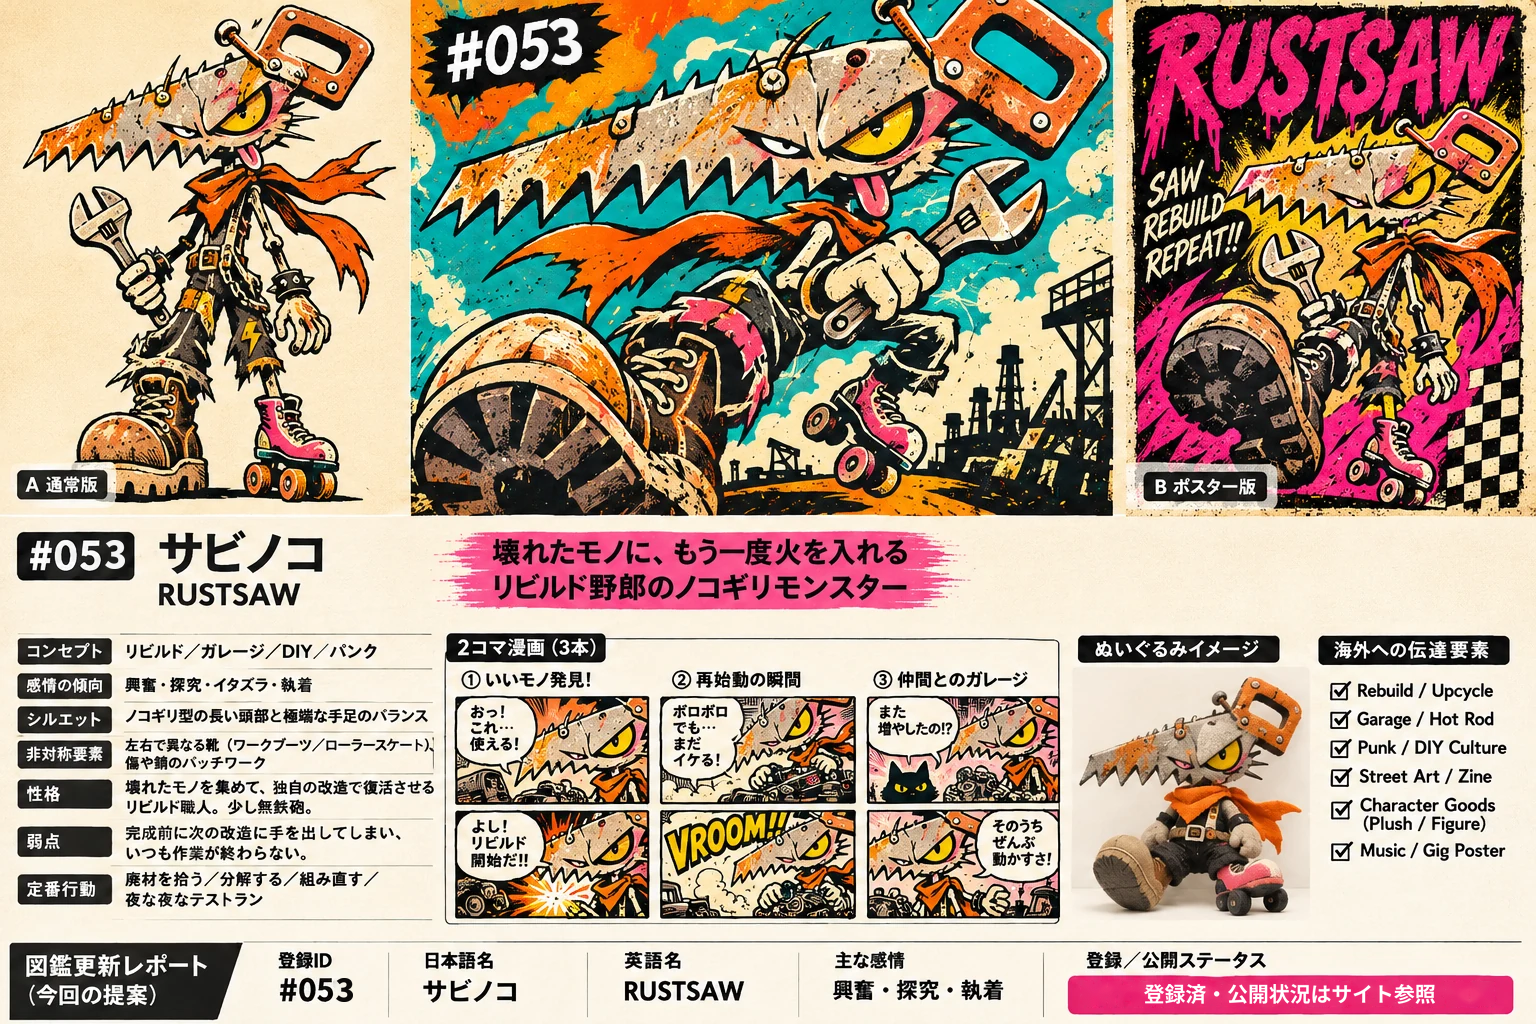 #053
RUSTSAW
SAW
REBUILD
REPEAT!!
A 通常版
B ポスター版
#053 サビノコ
RUSTSAW
壊れたモノに、もう一度火を入れる
リビルド野郎のノコギリモンスター
コンセプト リビルド／ガレージ／DIY／パンク
感情の傾向 興奮・探究・イタズラ・執着
シルエット ノコギリ型の長い頭部と極端な手足のバランス
非対称要素 左右で異なる靴（ワークブーツ／ローラースケート）、
傷や錆のパッチワーク
性格 壊れたモノを集めて、独自の改造で復活させる
リビルド職人。少し無鉄砲。
弱点 完成前に次の改造に手を出してしまい、
いつも作業が終わらない。
定番行動 廃材を拾う／分解する／組み直す／
夜な夜なテストラン
2コマ漫画（3本）
① いいモノ発見！
おっ！
これ…
使える！
よし！
リビルド
開始だ!!
② 再始動の瞬間
ボロボロ
でも…
まだ
イケる！
VROOM!!
③ 仲間とのガレージ
また
増やしたの!?
そのうち
ぜんぶ
動かすさ！
ぬいぐるみイメージ
海外への伝達要素
Rebuild / Upcycle
Garage / Hot Rod
Punk / DIY Culture
Street Art / Zine
Character Goods
(Plush / Figure)
Music / Gig Poster
図鑑更新レポート
（今回の提案）
登録ID
#053
日本語名
サビノコ
英語名
RUSTSAW
主な感情
興奮・探究・執着
登録／公開ステータス
登録済・公開状況はサイト参照